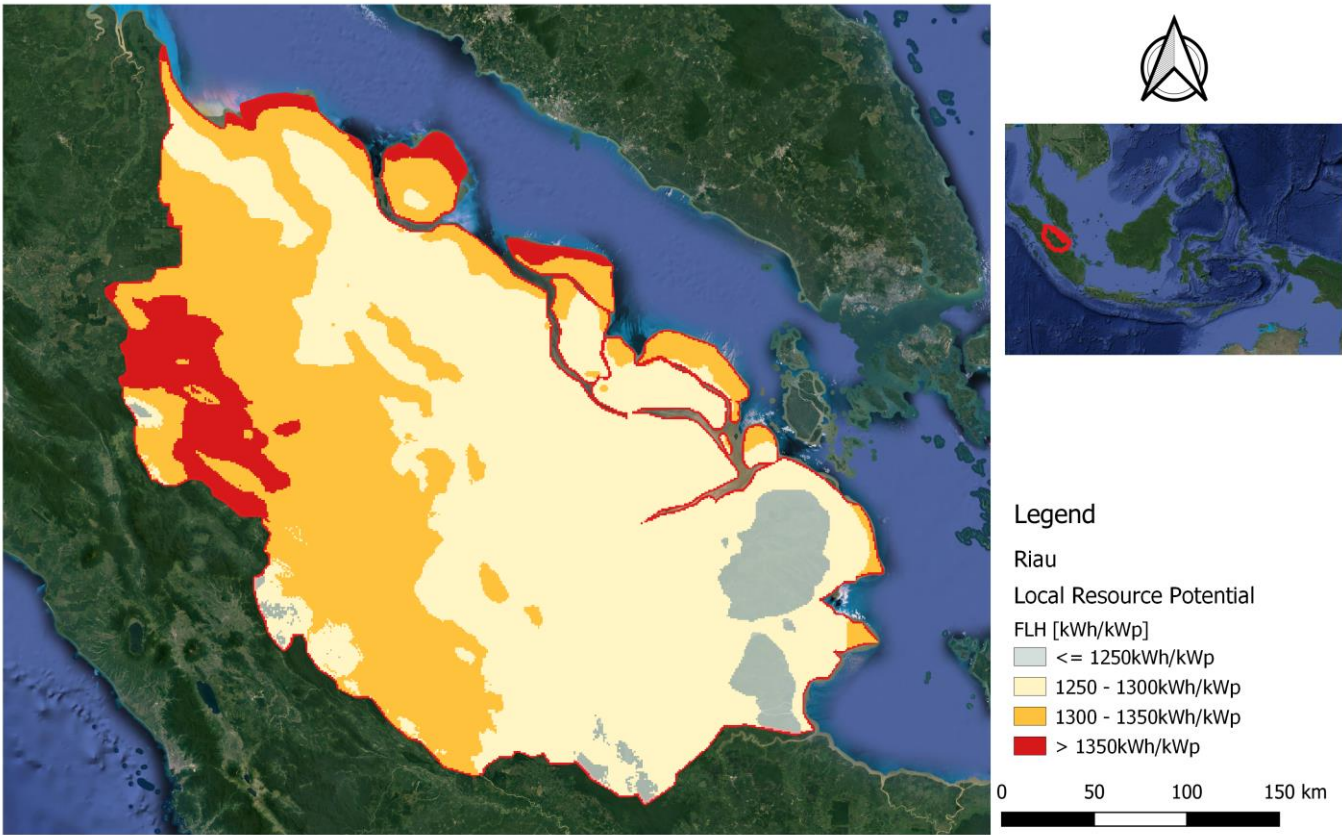 Legend
Riau
Local Resource Potential
FLH [kWh/kWp]
<= 1250kWh/kWp
1250 - 1300kWh/kWp
1300 - 1350kWh/kWp
> 1350kWh/kWp
0 50 100 150 km